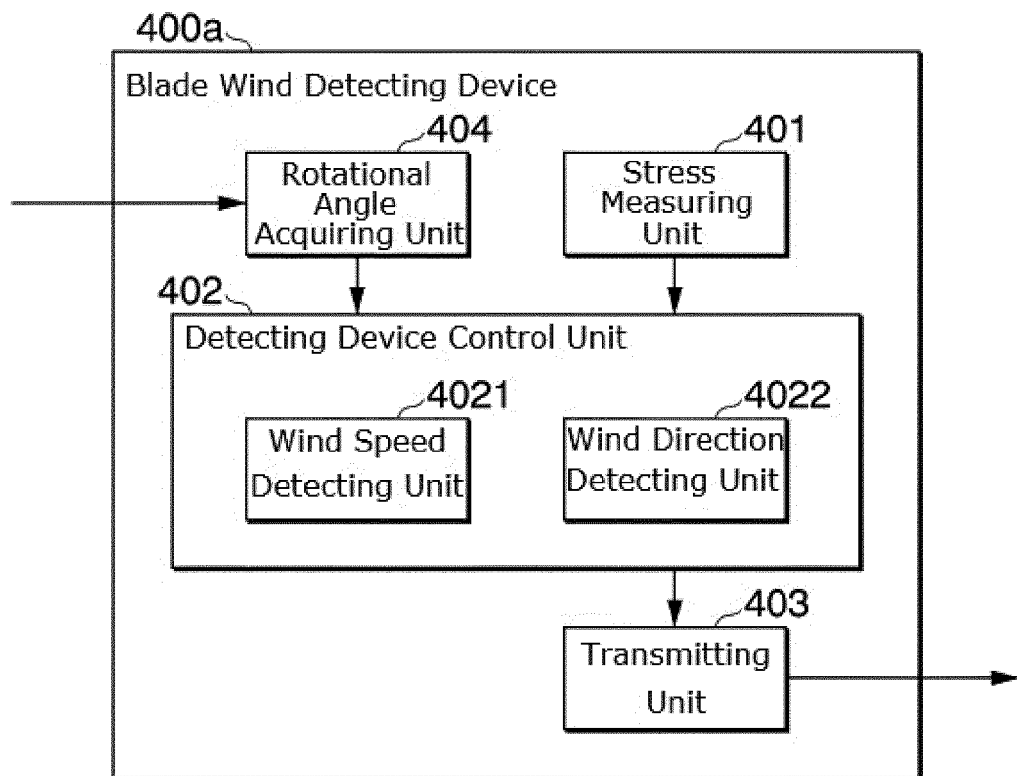 400a
Blade Wind Detecting Device
404
Rotational
Angle
Acquiring Unit
401
Stress
Measuring
Unit
402
Detecting Device Control Unit
4021
Wind Speed
Detecting Unit
4022
Wind Direction
Detecting Unit
403
Transmitting
Unit